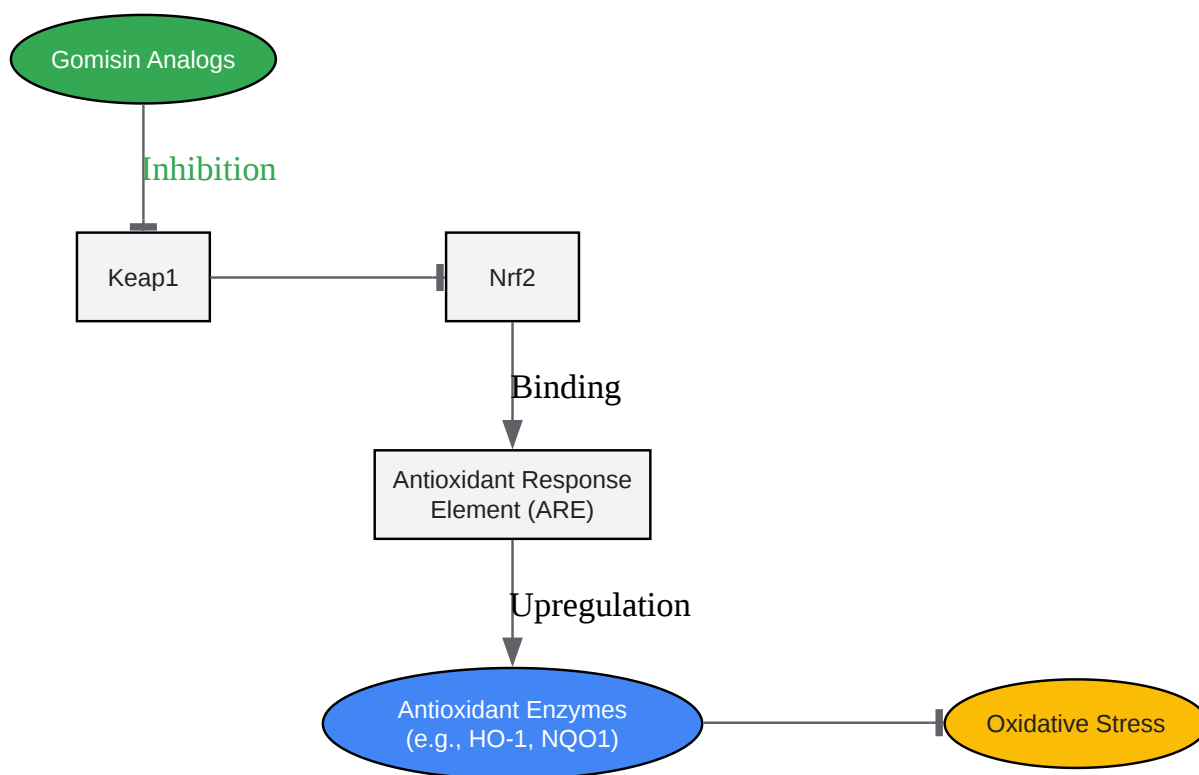 Gomisin Analogs
Inhibition
Keap1
Nrf2
Binding
Antioxidant Response
Element (ARE)
Upregulation
Antioxidant Enzymes
(e.g., HO-1, NQO1)
Oxidative Stress